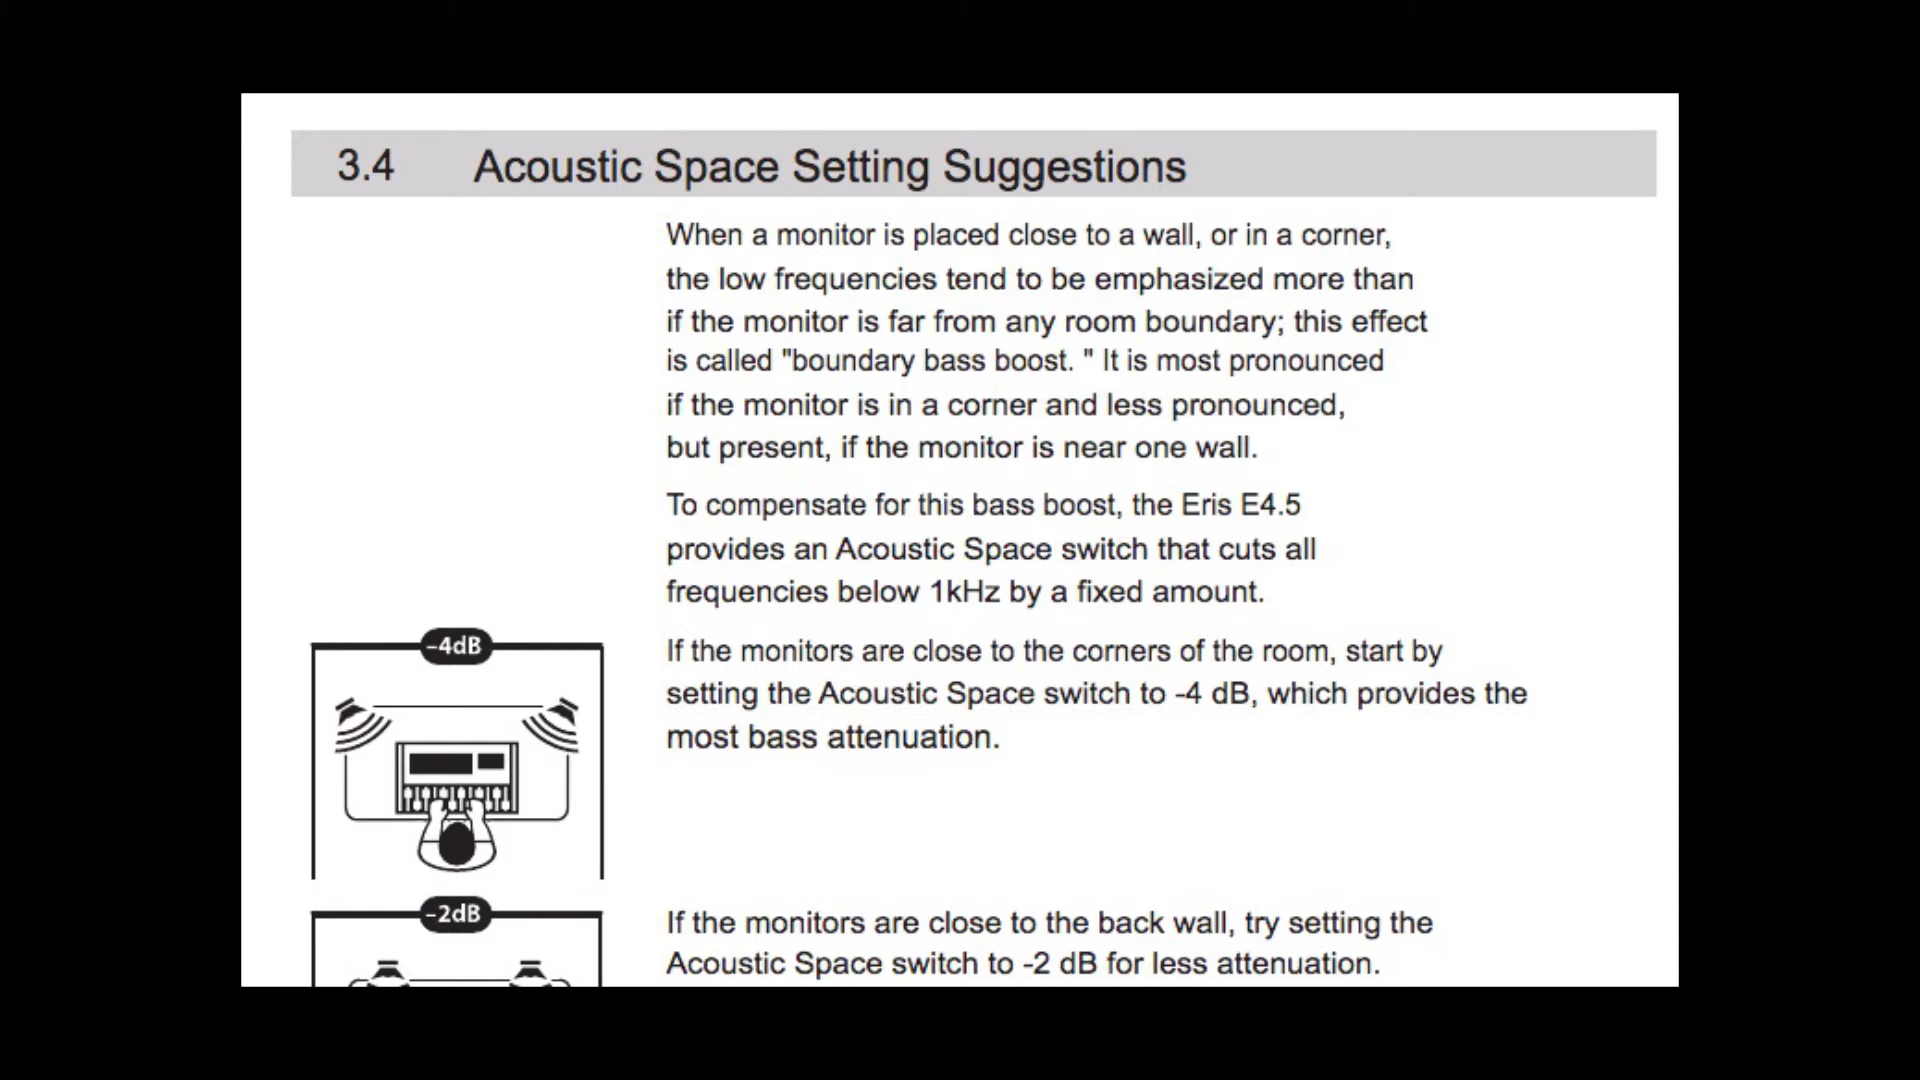 3.4 Acoustic Space Setting Suggestions
When a monitor is placed close to a wall, or in a corner,
the low frequencies tend to be emphasized more than
if the monitor is far from any room boundary; this effect
is called "boundary bass boost. " It is most pronounced
if the monitor is in a corner and less pronounced,
but present, if the monitor is near one wall.
To compensate for this bass boost, the Eris E4.5
provides an Acoustic Space switch that cuts all
frequencies below 1kHz by a fixed amount.
-4dB
If the monitors are close to the corners of the room, start by
setting the Acoustic Space switch to -4 dB, which provides the
most bass attenuation.
-2dB
If the monitors are close to the back wall, try setting the
Acoustic Space switch to -2 dB for less attenuation.